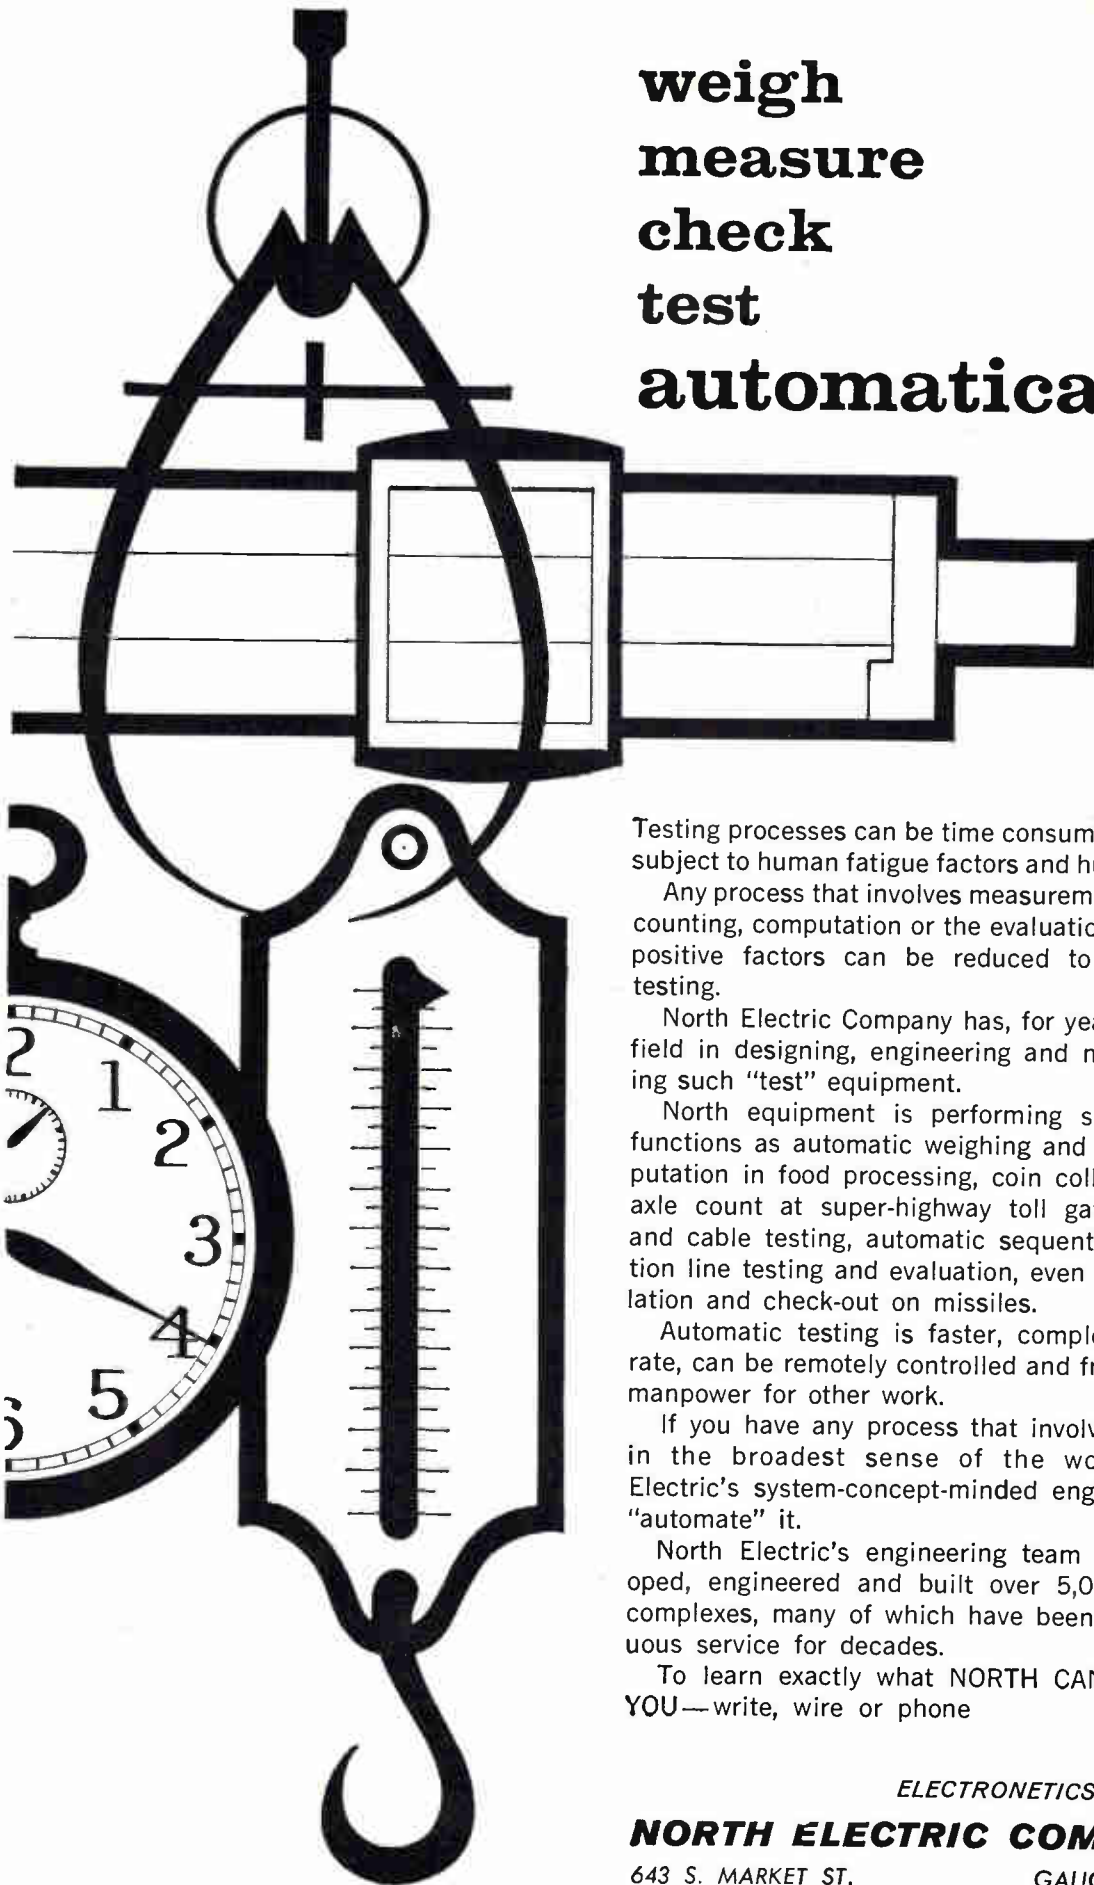 weigh
measure
check
test
automatica
Testing processes can be time consum
subject to human fatigue factors and hu
Any process that involves measurem
counting, computation or the evaluatio
positive factors can be reduced to
testing.
North Electric Company has, for yea
field in designing, engineering and m
ing such "test" equipment.
North equipment is performing s
functions as automatic weighing and
putation in food processing, coin coll
axle count at super-highway toll ga
and cable testing, automatic sequent
tion line testing and evaluation, even
lation and check-out on missiles.
Automatic testing is faster, comple
rate, can be remotely controlled and fr
manpower for other work.
If you have any process that involv
in the broadest sense of the wo
Electric's system-concept-minded eng
"automate" it.
North Electric's engineering team
oped, engineered and built over 5,0
complexes, many of which have been
uous service for decades.
To learn exactly what NORTH CAN
YOU—write, wire or phone
ELECTRONETICS
NORTH ELECTRIC COM
643 S. MARKET ST. GALIO
2
1
2
3
4
5